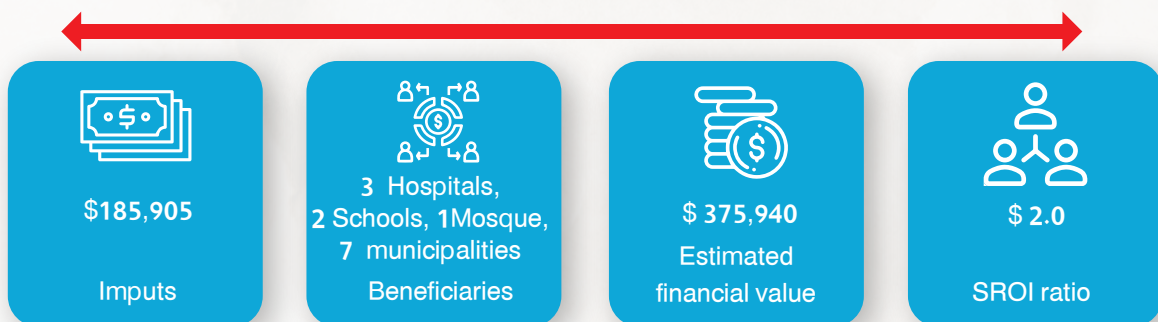 $185,905
Imputs
3 Hospitals,
2 Schools, 1Mosque,
7 municipalities
Beneficiaries
$ 375,940
Estimated
financial value
$ 2.0
SROI ratio